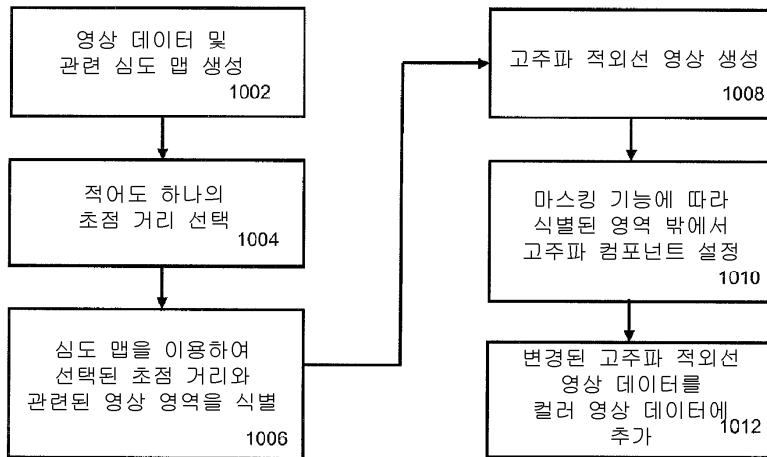 영상 데이터 및
관련 심도 맵 생성
1002
적어도 하나의
초점 거리 선택
1004
심도 맵을 이용하여
선택된 초점 거리와
관련된 영상 영역을 식별
1006
고주파 적외선 영상 생성
1008
마스킹 기능에 따라
식별된 영역 밖에서
고주파 컴포넌트 설정
1010
변경된 고주파 적외선
영상 데이터를
컬러 영상 데이터에
추가
1012